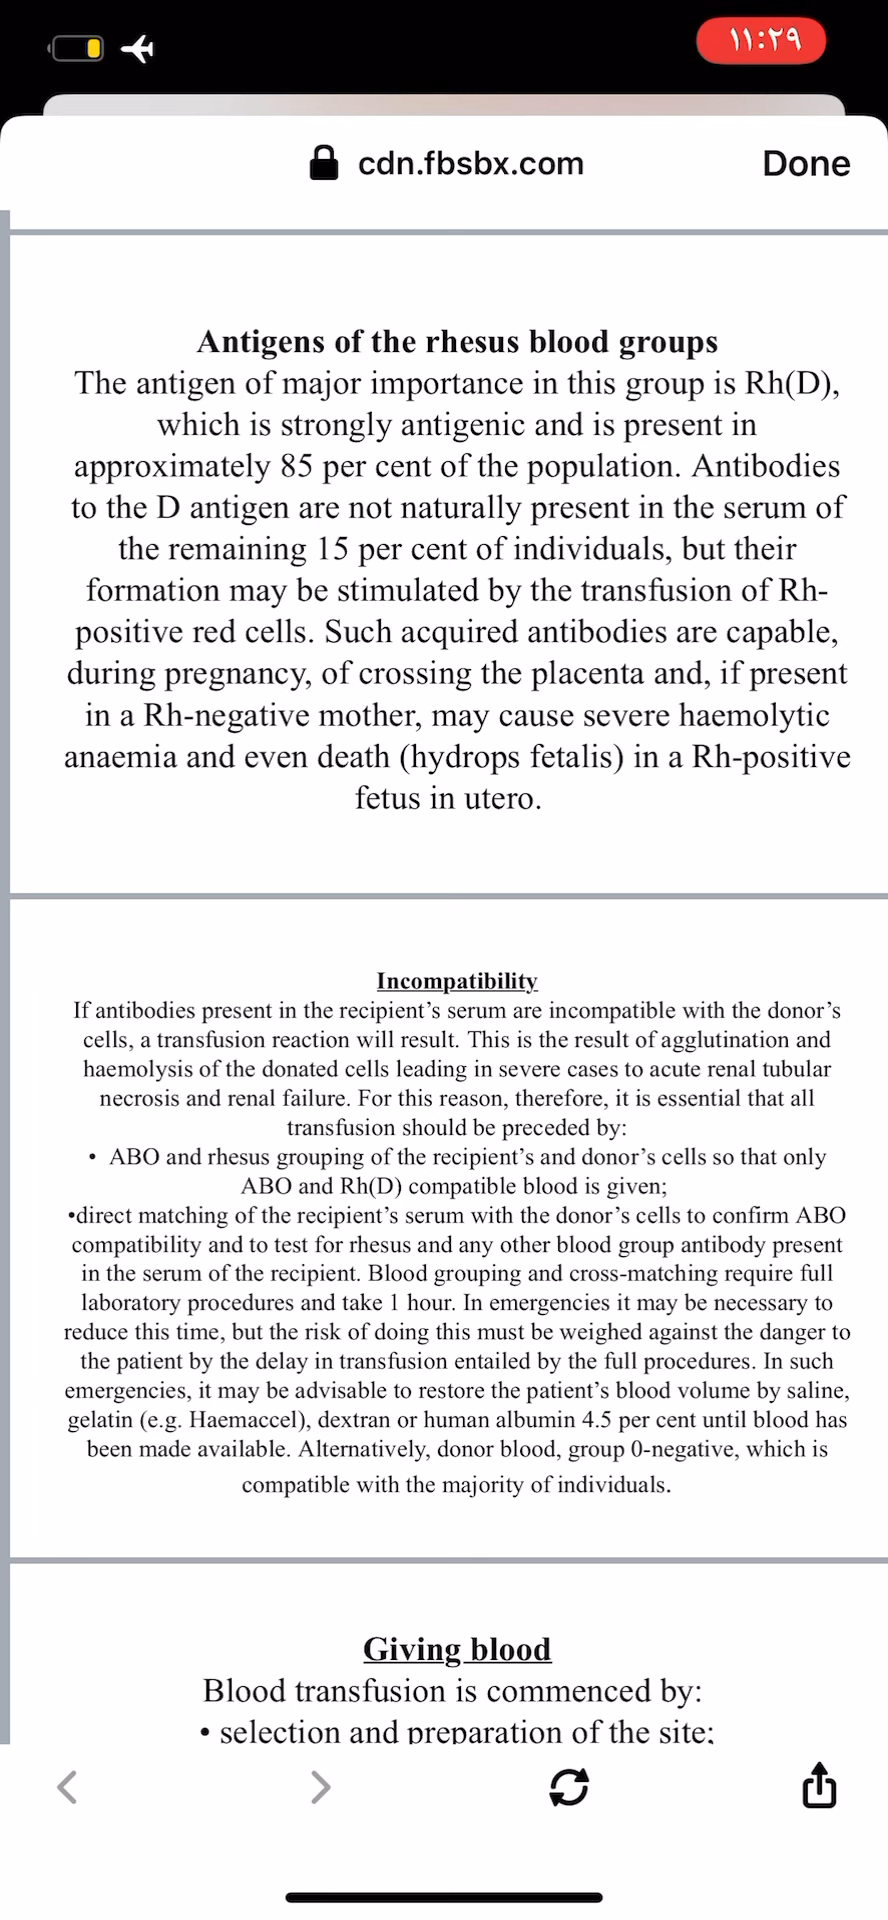 ١١:٢٩
cdn.fbsbx.com
Done
Antigens of the rhesus blood groups
The antigen of major importance in this group is Rh(D),
which is strongly antigenic and is present in
approximately 85 per cent of the population. Antibodies
to the D antigen are not naturally present in the serum of
the remaining 15 per cent of individuals, but their
formation may be stimulated by the transfusion of Rh-
positive red cells. Such acquired antibodies are capable,
during pregnancy, of crossing the placenta and, if present
in a Rh-negative mother, may cause severe haemolytic
anaemia and even death (hydrops fetalis) in a Rh-positive
fetus in utero.
Incompatibility
If antibodies present in the recipient’s serum are incompatible with the donor’s
cells, a transfusion reaction will result. This is the result of agglutination and
haemolysis of the donated cells leading in severe cases to acute renal tubular
necrosis and renal failure. For this reason, therefore, it is essential that all
transfusion should be preceded by:
• ABO and rhesus grouping of the recipient’s and donor’s cells so that only
ABO and Rh(D) compatible blood is given;
•direct matching of the recipient’s serum with the donor’s cells to confirm ABO
compatibility and to test for rhesus and any other blood group antibody present
in the serum of the recipient. Blood grouping and cross-matching require full
laboratory procedures and take 1 hour. In emergencies it may be necessary to
reduce this time, but the risk of doing this must be weighed against the danger to
the patient by the delay in transfusion entailed by the full procedures. In such
emergencies, it may be advisable to restore the patient’s blood volume by saline,
gelatin (e.g. Haemaccel), dextran or human albumin 4.5 per cent until blood has
been made available. Alternatively, donor blood, group 0-negative, which is
compatible with the majority of individuals.
Giving blood
Blood transfusion is commenced by:
• selection and preparation of the site;